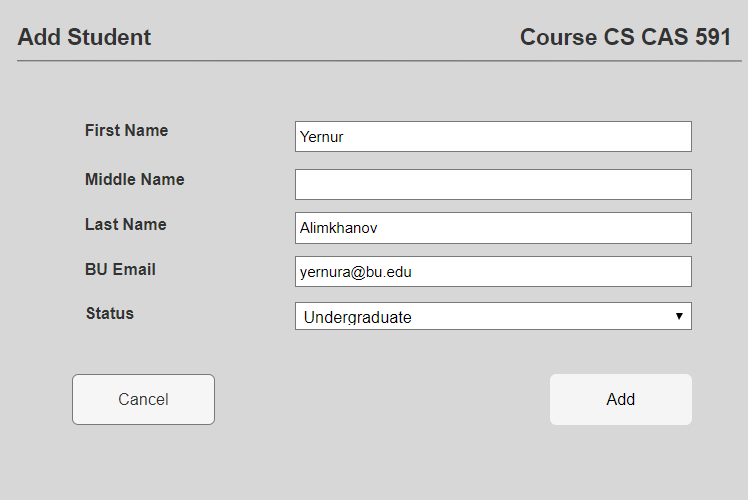 Add Student Course CS CAS 591
First Name Yernur
Middle Name
Last Name Alimkhanov
BU Email yernura@bu.edu
Status Undergraduate
Cancel Add